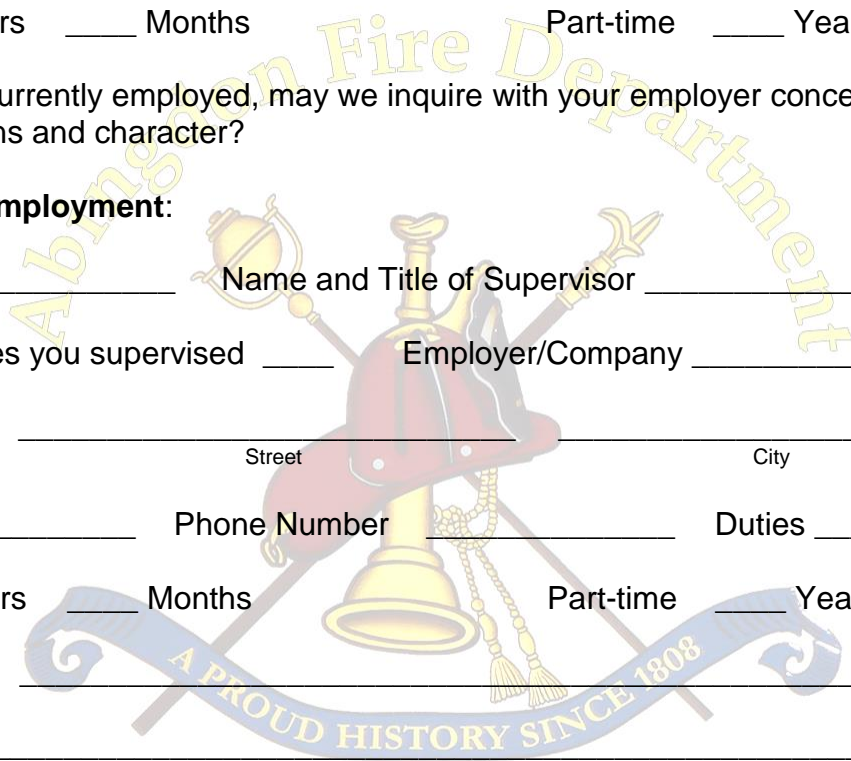 Abingdon Fire Department
rs ____ Months Part-time ____ Yea
urrently employed, may we inquire with your employer conce
ns and character?
mployment:
__________ Name and Title of Supervisor ____________
es you supervised ____ Employer/Company _________
____________________________ __________________
Street City
________ Phone Number ______________ Duties __
rs ____ Months Part-time ____ Yea
A PROUD HISTORY SINCE 1808